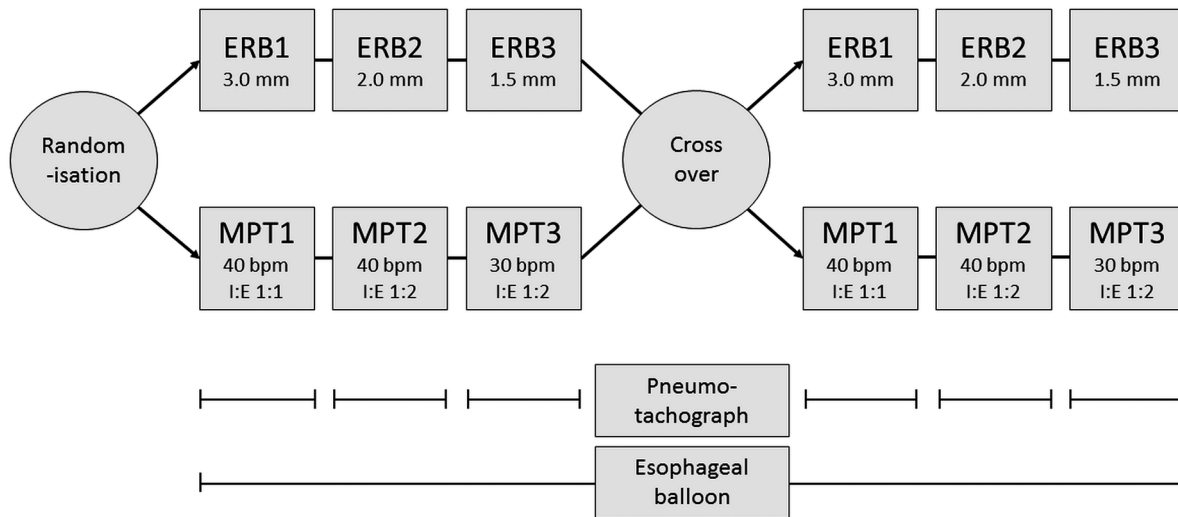 Random
-isation
ERB1
3.0 mm
ERB2
2.0 mm
ERB3
1.5 mm
MPT1
40 bpm
I:E 1:1
MPT2
40 bpm
I:E 1:2
MPT3
30 bpm
I:E 1:2
Cross
over
ERB1
3.0 mm
ERB2
2.0 mm
ERB3
1.5 mm
MPT1
40 bpm
I:E 1:1
MPT2
40 bpm
I:E 1:2
MPT3
30 bpm
I:E 1:2
Pneumo-
tachograph
Esophageal
balloon